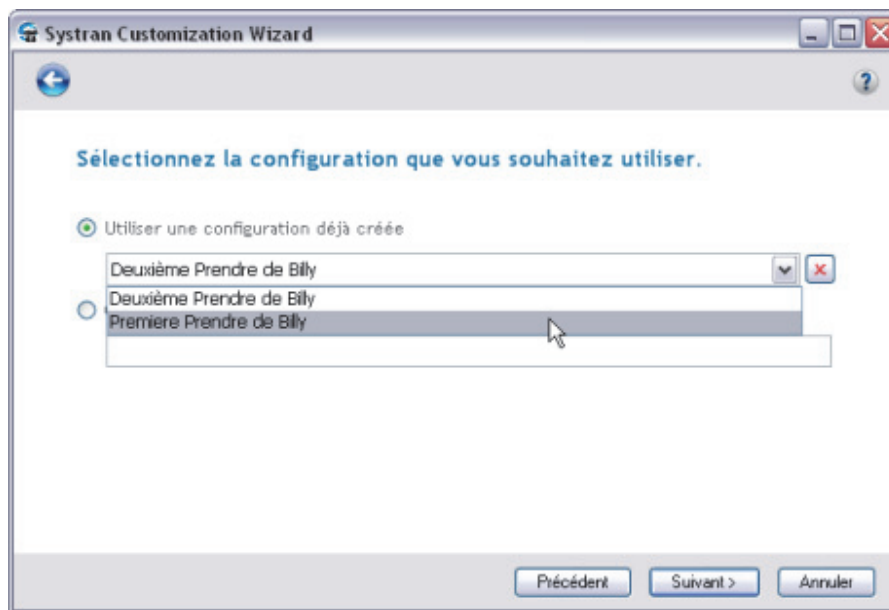 Systran Customization Wizard
?
Sélectionnez la configuration que vous souhaitez utiliser.
Utiliser une configuration déjà créée
Deuxième Prendre de Billy
Deuxième Prendre de Billy
Premiere Prendre de Billy
Précédent
Suivant >
Annuler